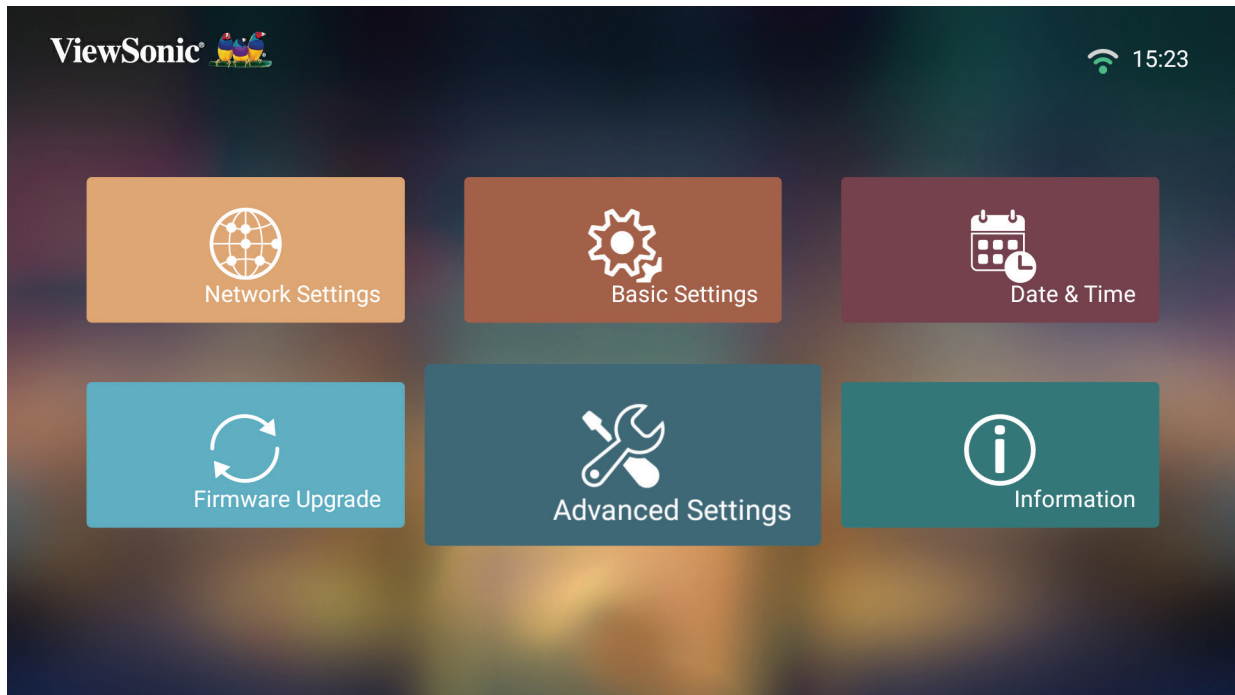 ViewSonic®
15:23
Network Settings
Basic Settings
Date & Time
Firmware Upgrade
Advanced Settings
Information